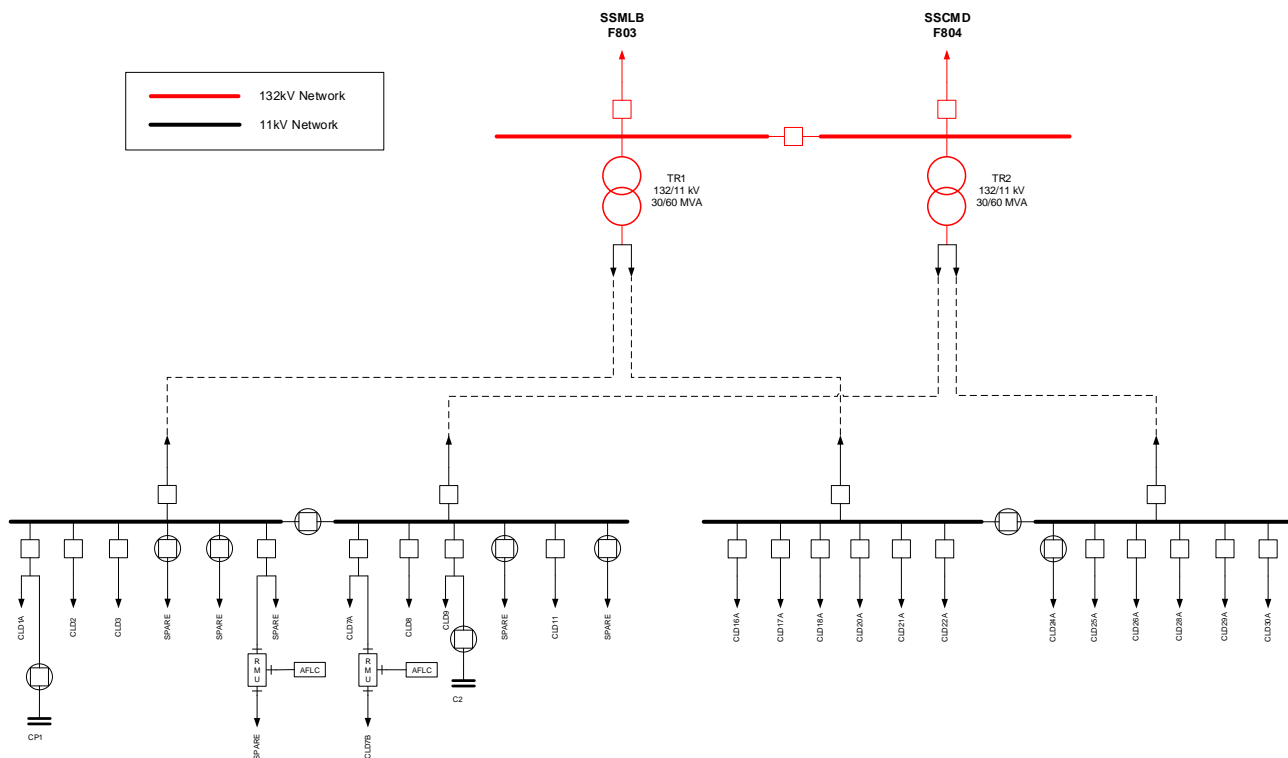 SSMLB
F803
SSCMD
F804
132kV Network
11kV Network
TR1
132/11 kV
30/60 MVA
TR2
132/11 kV
30/60 MVA
CLD1A
CLD2
CLD3
SPARE
SPARE
SPARE
CLD7A
CLD8
CLD9
SPARE
CLD11
SPARE
CLD16A
CLD17A
CLD18A
CLD20A
CLD21A
CLD22A
CLD24A
CLD25A
CLD26A
CLD28A
CLD29A
CLD30A
RMU
AFLC
RMU
AFLC
C2
CP1
SPARE
CLD7B